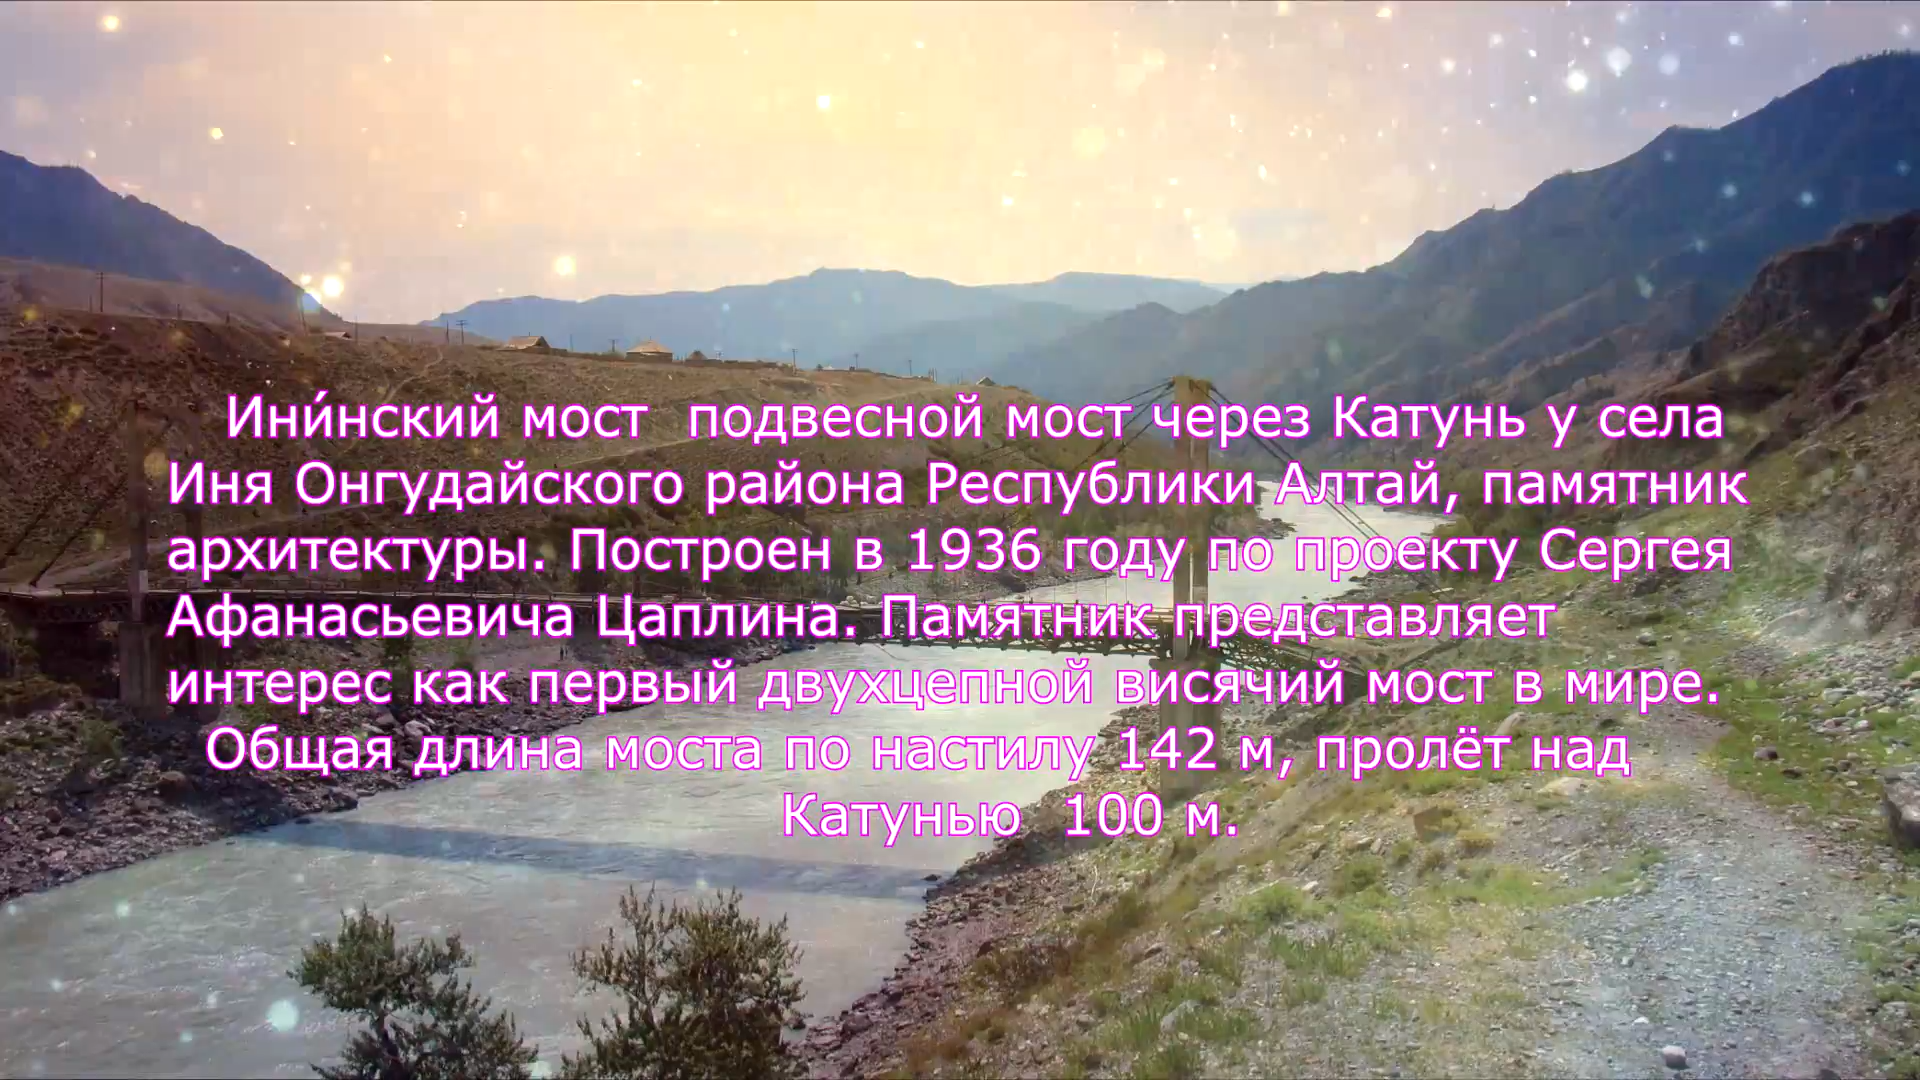 Ини́нский мост  подвесной мост через Катунь у села
Иня Онгудайского района Республики Алтай, памятник
архитектуры. Построен в 1936 году по проекту Сергея
Афанасьевича Цаплина. Памятник представляет
интерес как первый двухцепной висячий мост в мире.
Общая длина моста по настилу 142 м, пролёт над
Катунью  100 м.